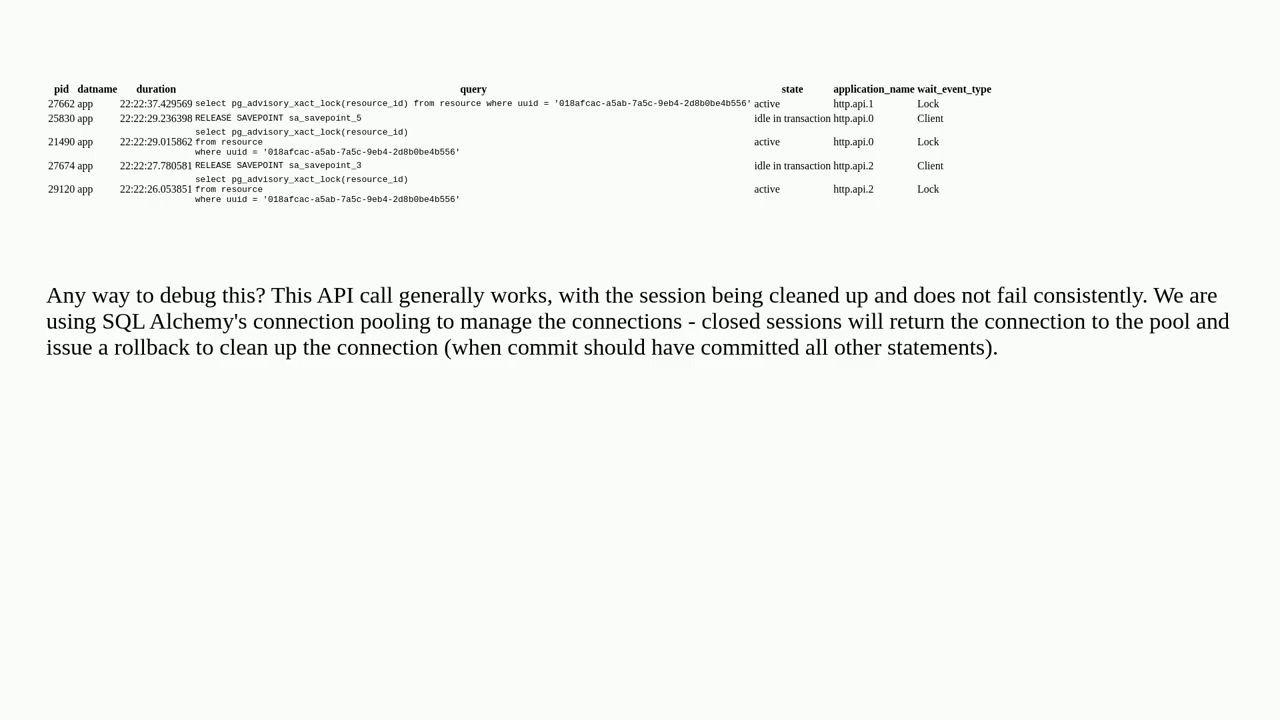 pid datname duration query state application_name wait_event_type
27662 app 22:22:37.429569 select pg_advisory_xact_lock(resource_id) from resource where uuid = '018afcac-a5ab-7a5c-9eb4-2d8b0be4b556' active http.api.1 Lock
25830 app 22:22:29.236398 RELEASE SAVEPOINT sa_savepoint_5 idle in transaction http.api.0 Client
select pg_advisory_xact_lock(resource_id)
21490 app 22:22:29.015862 from resource active http.api.0 Lock
where uuid = '018afcac-a5ab-7a5c-9eb4-2d8b0be4b556'
27674 app 22:22:27.780581 RELEASE SAVEPOINT sa_savepoint_3 idle in transaction http.api.2 Client
select pg_advisory_xact_lock(resource_id)
29120 app 22:22:26.053851 from resource active http.api.2 Lock
where uuid = '018afcac-a5ab-7a5c-9eb4-2d8b0be4b556'
Any way to debug this? This API call generally works, with the session being cleaned up and does not fail consistently. We are
using SQL Alchemy's connection pooling to manage the connections - closed sessions will return the connection to the pool and
issue a rollback to clean up the connection (when commit should have committed all other statements).